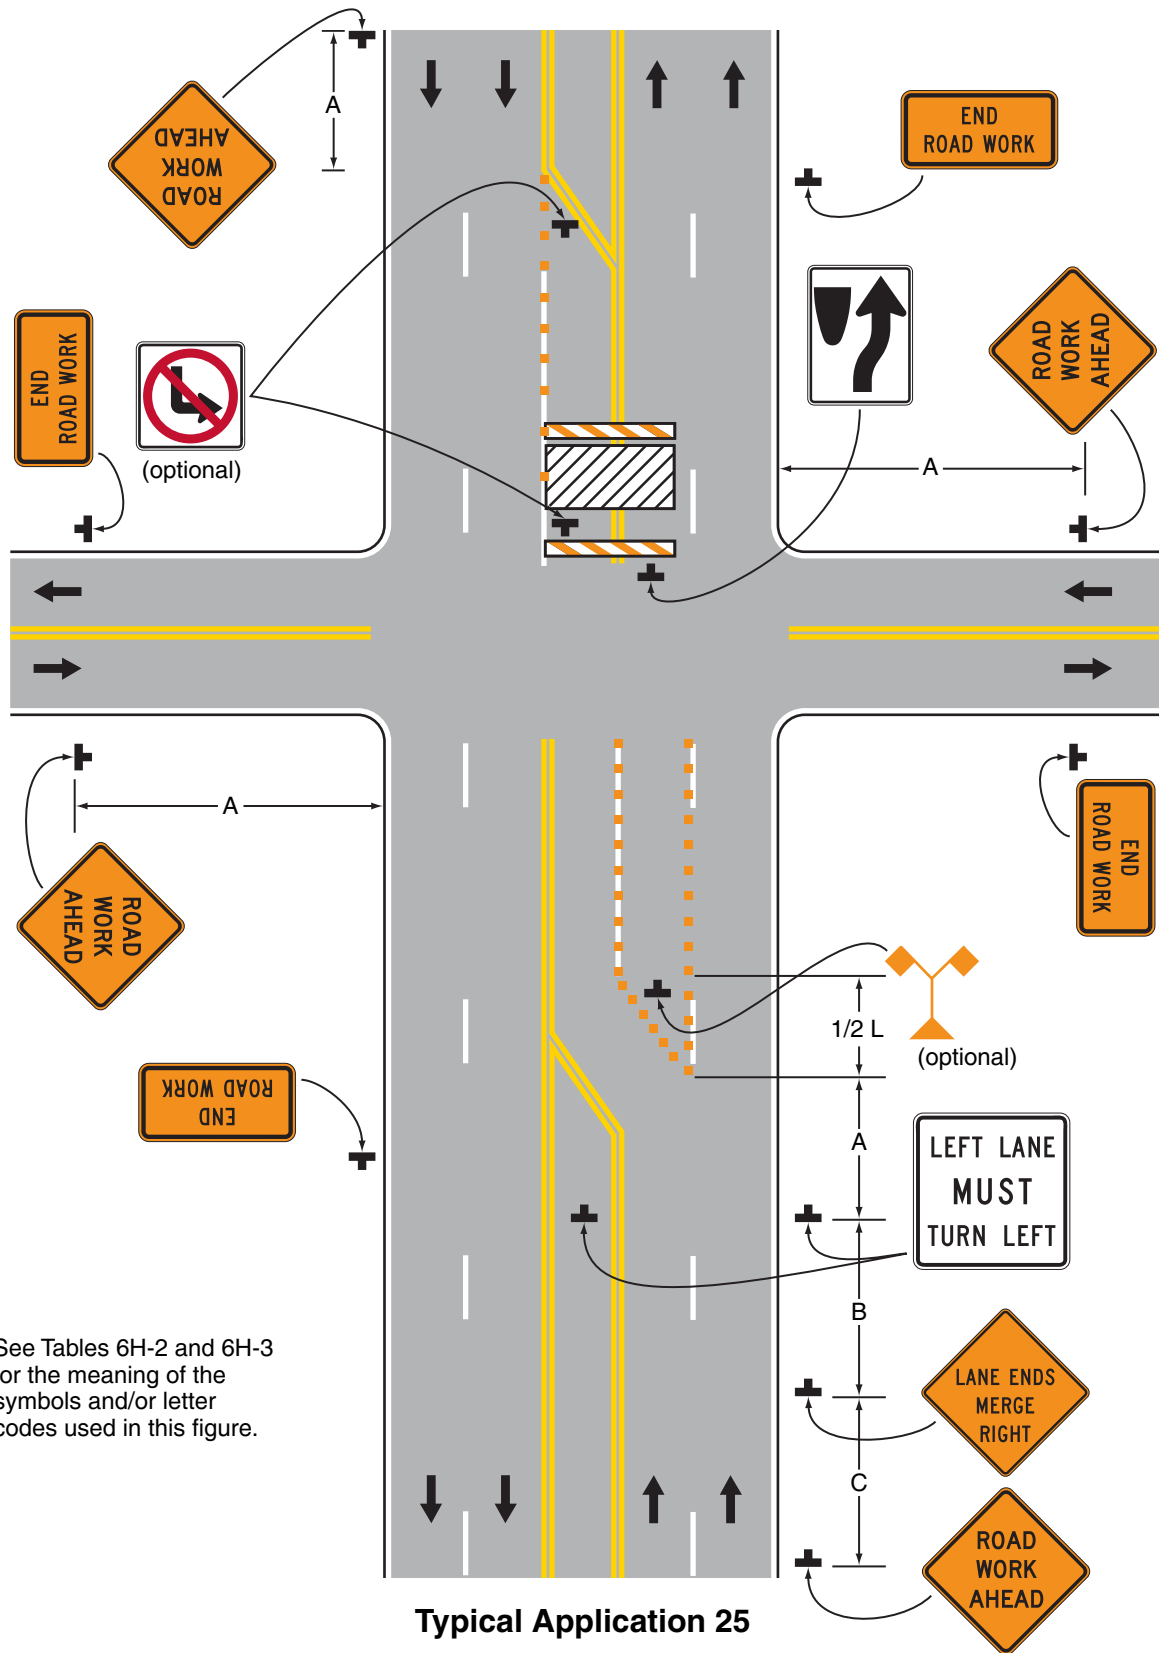 A
ROAD
WORK
AHEAD
END
ROAD WORK
END
ROAD WORK
(optional)
ROAD
WORK
AHEAD
A
A
ROAD
WORK
AHEAD
END
ROAD WORK
1/2 L
(optional)
END
ROAD WORK
A
LEFT LANE
MUST
TURN LEFT
B
See Tables 6H-2 and 6H-3
for the meaning of the
symbols and/or letter
codes used in this figure.
LANE ENDS
MERGE
RIGHT
C
ROAD
WORK
AHEAD
Typical Application 25